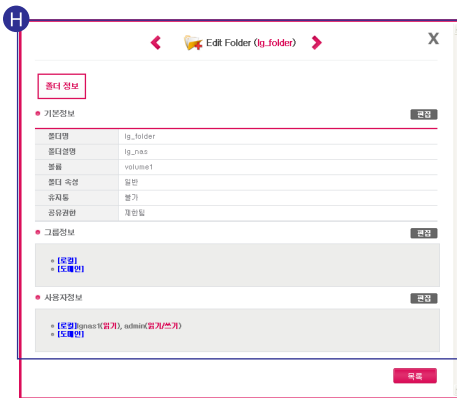 H
Edit Folder (lg_folder)
X
폴더 정보
기본정보
편집
폴더명 lg_folder
폴더설명 lg_nas
볼륨 volume1
폴더 속성 일반
휴지통 불가
공유권한 제한됨
그룹정보
편집
[로컬]
[도메인]
사용자정보
편집
[로컬]lgnas1(읽기), admin(읽기/쓰기)
[도메인]
목록